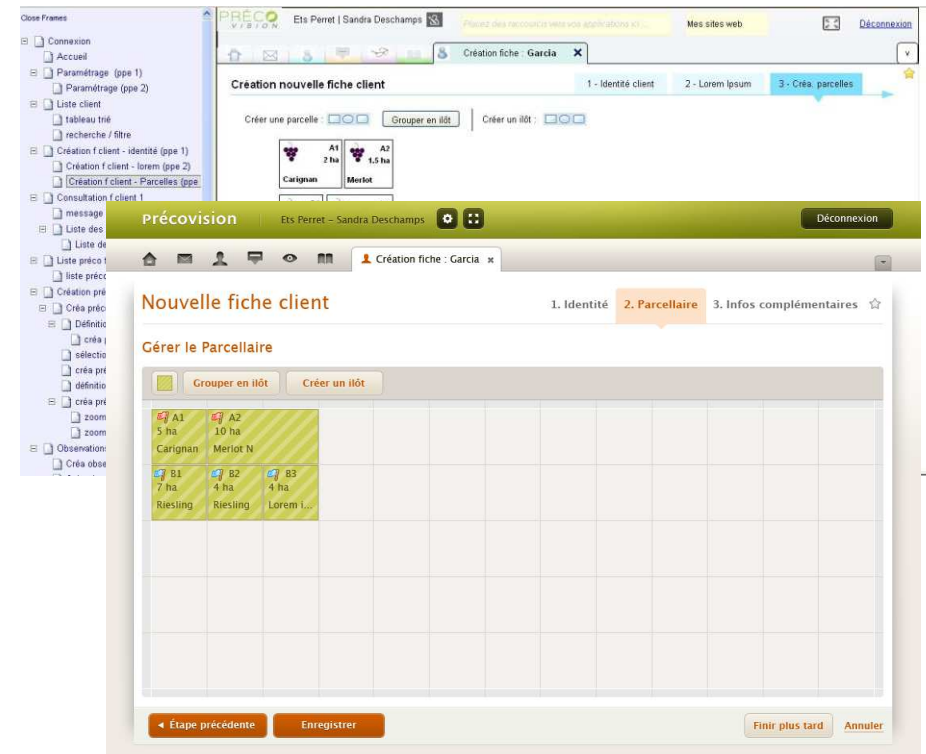 Close Frames
Connexion
Accueil
Paramétrage (ppe 1)
Paramétrage (ppe 2)
Liste client
tableau trié
recherche / filtre
Création f client - identité (ppe 1)
Création f client - lorem (ppe 2)
Création f client - Parcelles (ppe
Consultation f client 1
message
Liste des
Liste de
Liste préco
liste préco
Création pré
Créa préc
Définitio
créa
sélectio
créa pré
définitio
créa pré
zoom
zoom
Observation
Créa obse
PRÉCO VISION
Ets Perret | Sandra Deschamps
Mes sites web
Déconnexion
Création fiche : Garcia X
v
Création nouvelle fiche client
1 - Identité client
2 - Lorem Ipsum
3 - Créa. parcelles
Créer une parcelle :
Grouper en ilôt
Créer un ilôt :
A1
2 ha
Carignan
A2
1.5 ha
Merlot
Précovision
Ets Perret – Sandra Deschamps
Déconnexion
Création fiche : Garcia x
Nouvelle fiche client
1. Identité
2. Parcellaire
3. Infos complémentaires
Gérer le Parcellaire
Grouper en ilôt
Créer un ilôt
A1
5 ha
Carignan
A2
10 ha
Merlot N
B1
7 ha
Riesling
B2
4 ha
Riesling
B3
4 ha
Lorem i...
Étape précédente
Enregistrer
Finir plus tard
Annuler